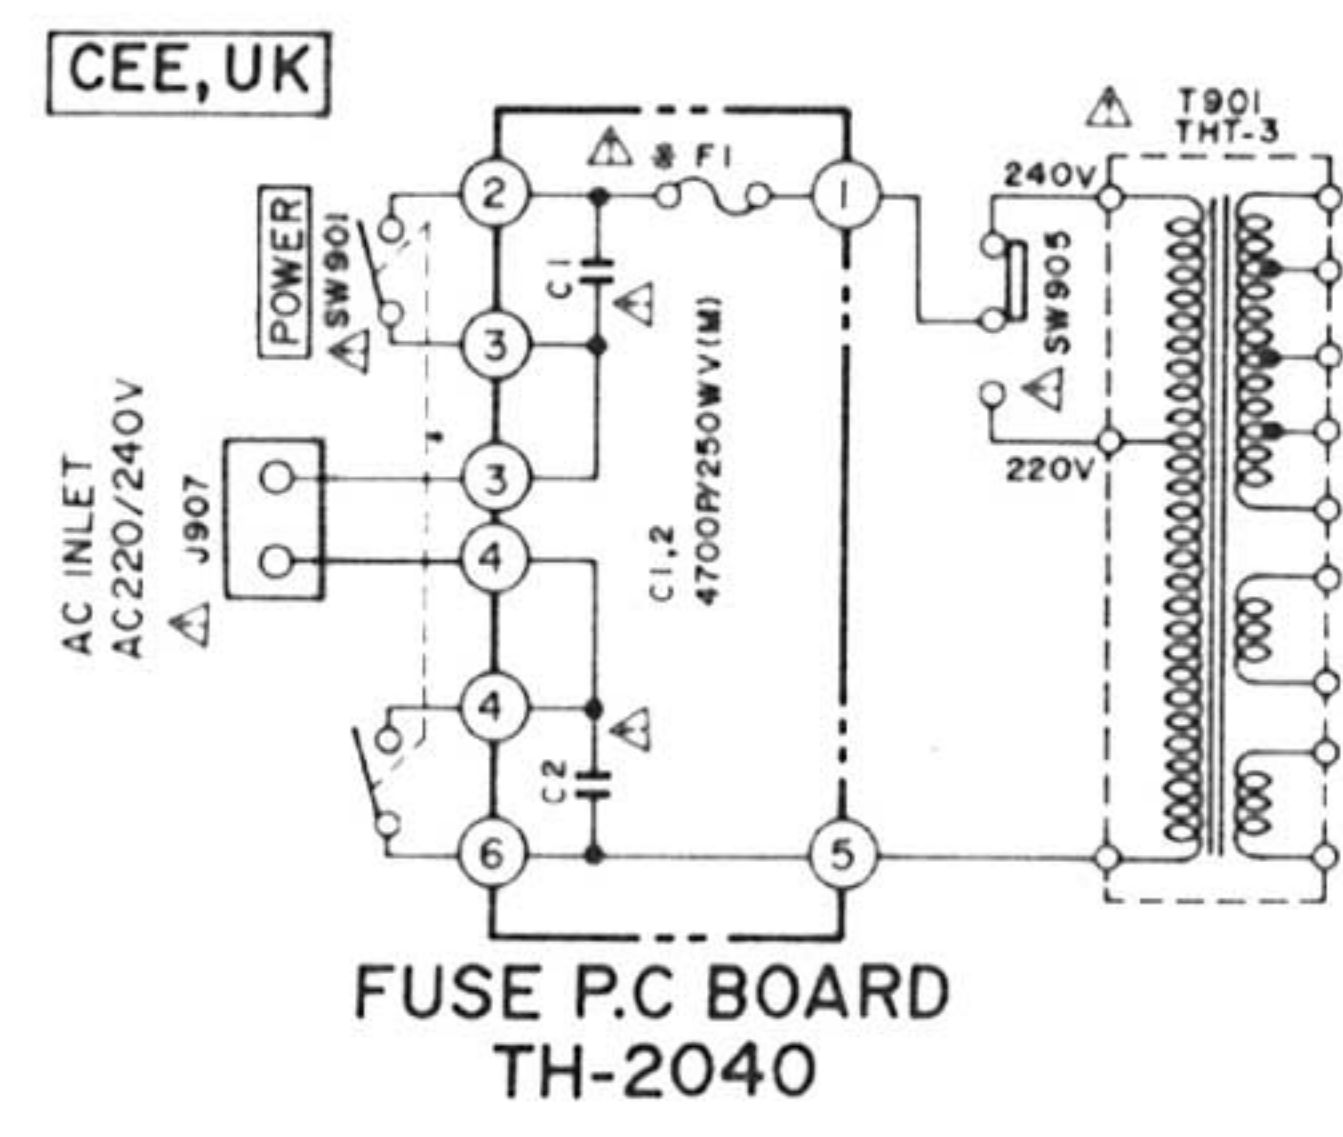 CEE, UK
T901
THT-3
※ F1
2
1
240V
POWER
SW901
C1
SW905
3
4700P/250WV(M)
C1,2
AC INLET
AC220/240V
J907
3
220V
4
4
C2
6
5
FUSE P.C BOARD
TH-2040